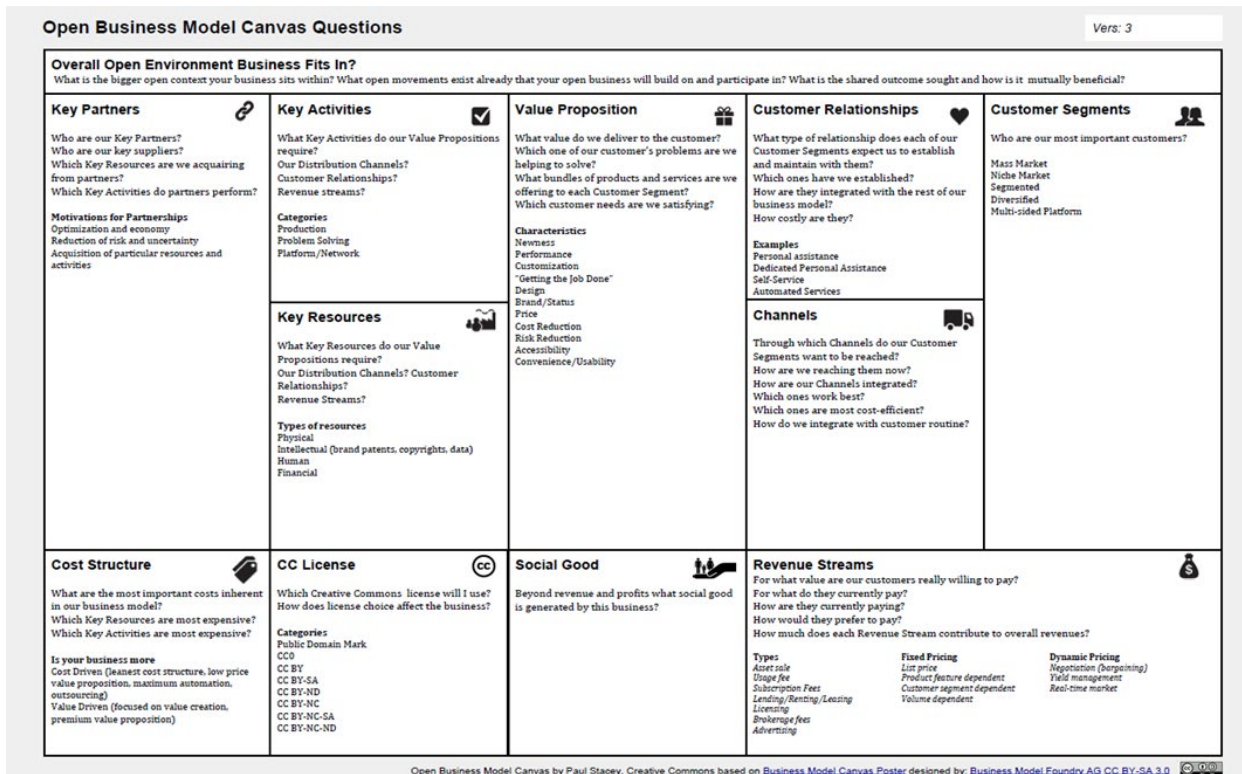 Open Business Model Canvas Questions
Vers: 3
Overall Open Environment Business Fits In?
What is the bigger open context your business sits within? What open movements exist already that your open business will build on and participate in? What is the shared outcome sought and how is it mutually beneficial?
Key Partners
Who are our Key Partners?
Who are our key suppliers?
Which Key Resources are we acquairing
from partners?
Which Key Activities do partners perform?
Motivations for Partnerships
Optimization and economy
Reduction of risk and uncertainty
Acquisition of particular resources and
activities
Key Activities
What Key Activities do our Value Propositions
require?
Our Distribution Channels?
Customer Relationships?
Revenue streams?
Categories
Production
Problem Solving
Platform/Network
Key Resources
What Key Resources do our Value
Propositions require?
Our Distribution Channels? Customer
Relationships?
Revenue Streams?
Types of resources
Physical
Intellectual (brand patents, copyrights, data)
Human
Financial
Value Proposition
What value do we deliver to the customer?
Which one of our customer's problems are we
helping to solve?
What bundles of products and services are we
offering to each Customer Segment?
Which customer needs are we satisfying?
Characteristics
Newness
Performance
Customization
"Getting the Job Done"
Design
Brand/Status
Price
Cost Reduction
Risk Reduction
Accessibility
Convenience/Usability
Customer Relationships
What type of relationship does each of our
Customer Segments expect us to establish
and maintain with them?
Which ones have we established?
How are they integrated with the rest of our
business model?
How costly are they?
Examples
Personal assistance
Dedicated Personal Assistance
Self-Service
Automated Services
Channels
Through which Channels do our Customer
Segments want to be reached?
How are we reaching them now?
How are our Channels integrated?
Which ones work best?
Which ones are most cost-efficient?
How do we integrate with customer routine?
Customer Segments
Who are our most important customers?
Mass Market
Niche Market
Segmented
Diversified
Multi-sided Platform
Cost Structure
What are the most important costs inherent
in our business model?
Which Key Resources are most expensive?
Which Key Activities are most expensive?
Is your business more
Cost Driven (leanest cost structure, low price
value proposition, maximum automation,
outsourcing)
Value Driven (focused on value creation,
premium value proposition)
CC License
cc
Which Creative Commons license will I use?
How does license choice affect the business?
Categories
Public Domain Mark
CC0
CC BY
CC BY-SA
CC BY-ND
CC BY-NC
CC BY-NC-SA
CC BY-NC-ND
Social Good
Beyond revenue and profits what social good
is generated by this business?
Revenue Streams
$
For what value are our customers really willing to pay?
For what do they currently pay?
How are they currently paying?
How would they prefer to pay?
How much does each Revenue Stream contribute to overall revenues?
Types
Asset sale
Usage fee
Subscription Fees
Lending/Renting/Leasing
Licensing
Brokerage fees
Advertising
Fixed Pricing
List price
Product feature dependent
Customer segment dependent
Volume dependent
Dynamic Pricing
Negotiation (bargaining)
Yield management
Real-time market
Open Business Model Canvas by Paul Stacey, Creative Commons based on Business Model Canvas Poster designed by: Business Model Foundry AG CC BY-SA 3.0